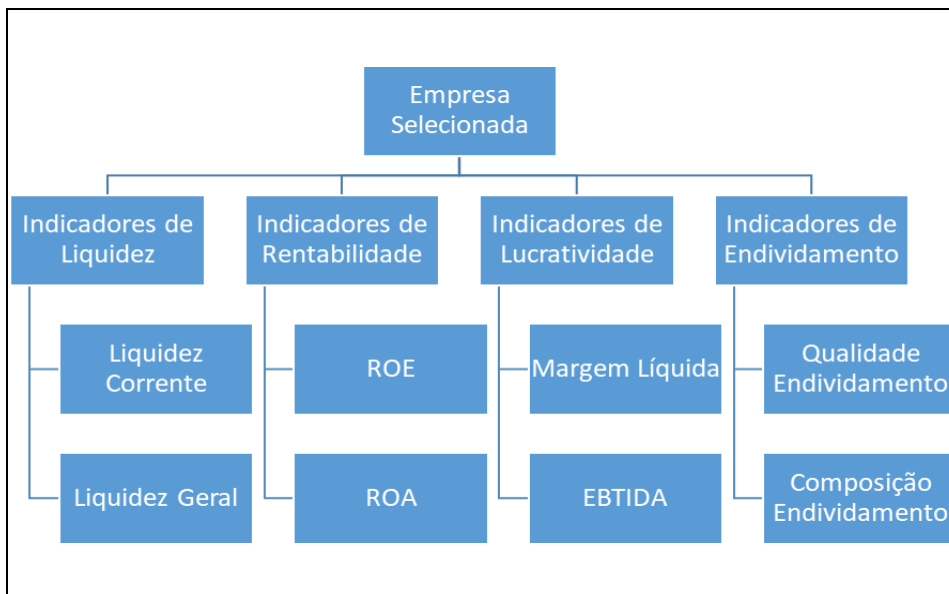 Empresa
Selecionada
Indicadores de
Liquidez
Indicadores de
Rentabilidade
Indicadores de
Lucratividade
Indicadores de
Endividamento
Liquidez
Corrente
ROE
Margem Líquida
Qualidade
Endividamento
Liquidez Geral
ROA
EBTIDA
Composição
Endividamento